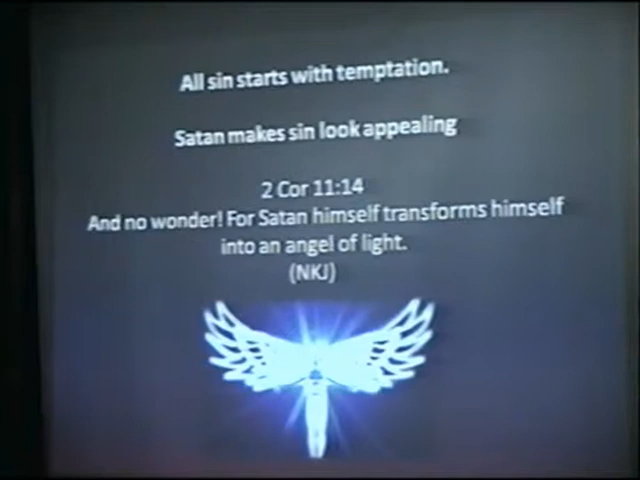 All sin starts with temptation.
Satan makes sin look appealing
2 Cor 11:14
And no wonder! For Satan himself transforms himself
into an angel of light.
(NKJ)